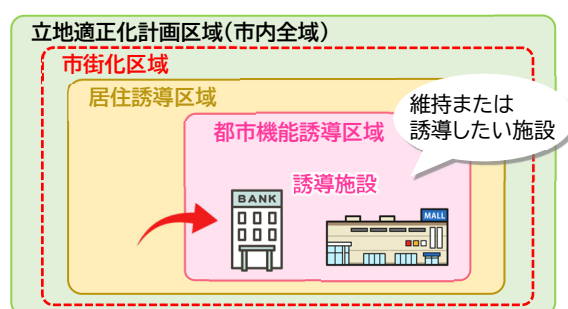 立地適正化計画区域(市内全域)
市街化区域
居住誘導区域
維持または
誘導したい施設
都市機能誘導区域
誘導施設
BANK
MALL